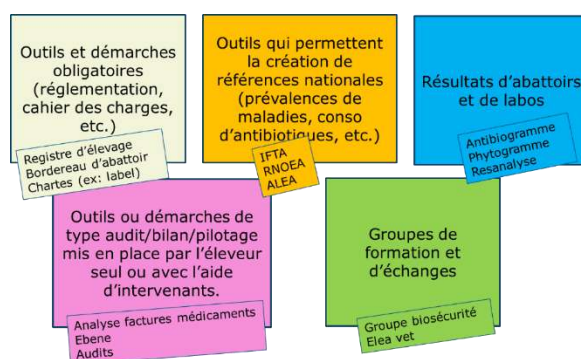 Outils et démarches
obligatoires
(réglementation,
cahier des charges,
etc.)
Registre d'élevage
Bordereau d'abattoir
Chartes (ex: label)
Outils qui permettent
la création de
références nationales
(prévalences de
maladies, conso
d'antibiotiques, etc.)
IFTA
RNOEA
ALEA
Résultats d'abattoirs
et de labos
Antibiogramme
Phytogramme
Resanalyse
Outils ou démarches de
type audit/bilan/pilotage
mis en place par l'éleveur
seul ou avec l'aide
d'intervenants.
Analyse factures médicaments
Ebene
Audits
Groupes de
formation et
d'échanges
Groupe biosécurité
Elea vet